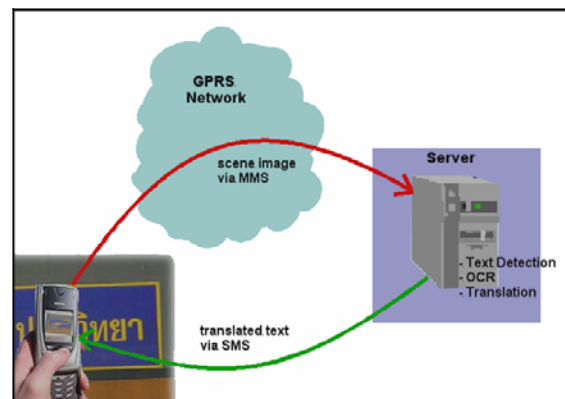 GPRS
Network
scene image
via MMS
Server
- Text Detection
- OCR
- Translation
translated text
via SMS